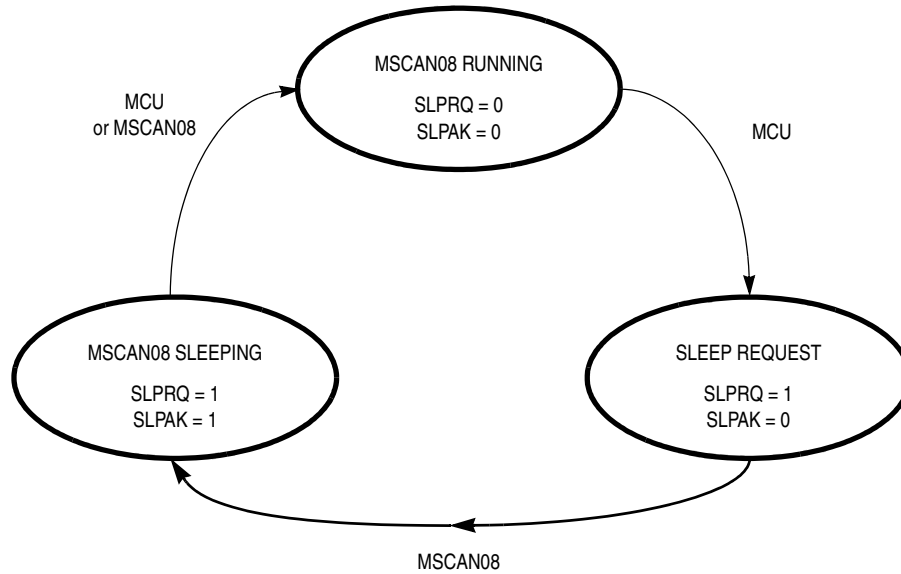 MSCAN08 RUNNING
SLPRQ = 0
SLPAK = 0
MCU
or MSCAN08
MCU
MSCAN08 SLEEPING
SLPRQ = 1
SLPAK = 1
SLEEP REQUEST
SLPRQ = 1
SLPAK = 0
MSCAN08